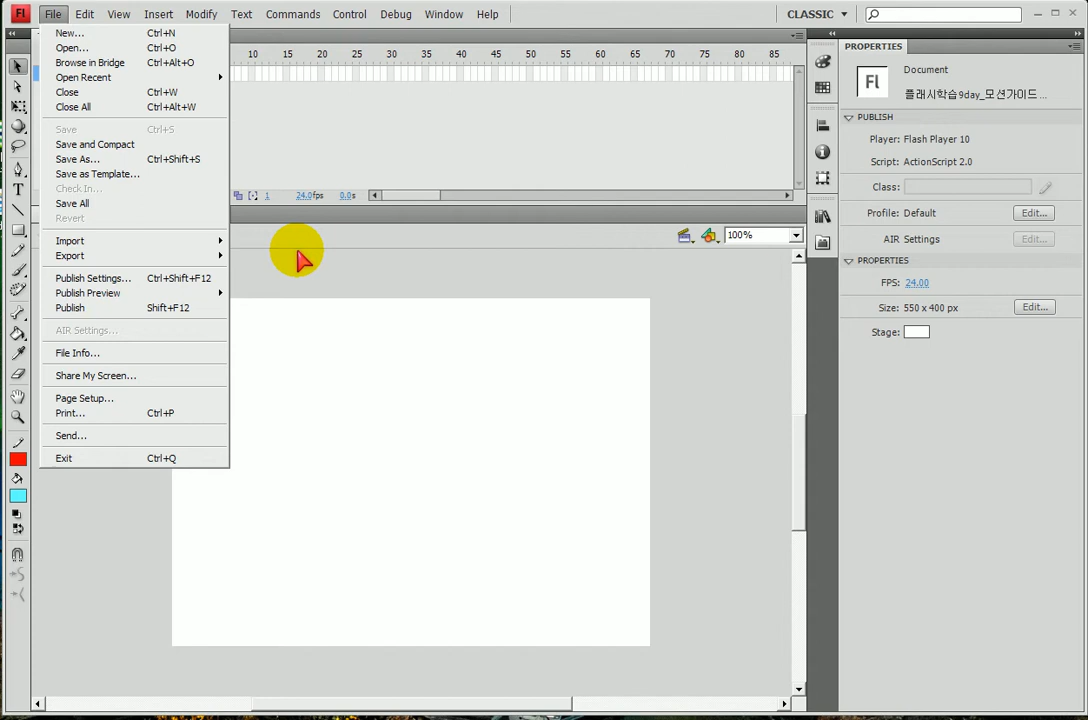 Fl File Edit View Insert Modify Text Commands Control Debug Window Help CLASSIC
New... Ctrl+N
Open... Ctrl+O
Browse in Bridge Ctrl+Alt+O
Open Recent
Close Ctrl+W
Close All Ctrl+Alt+W
Save Ctrl+S
Save and Compact
Save As... Ctrl+Shift+S
Save as Template...
Check In...
Save All
Revert
Import
Export
Publish Settings... Ctrl+Shift+F12
Publish Preview
Publish Shift+F12
AIR Settings...
File Info...
Share My Screen...
Page Setup...
Print... Ctrl+P
Send...
Exit Ctrl+Q
10 15 20 25 30 35 40 45 50 55 60 65 70 75 80 85
1 24.0fps 0.0s
100%
PROPERTIES
Fl Document
플래시학습9day_모션가이드 ...
PUBLISH
Player: Flash Player 10
Script: ActionScript 2.0
Class:
Profile: Default Edit...
AIR Settings Edit...
PROPERTIES
FPS: 24.00
Size: 550 x 400 px Edit...
Stage: